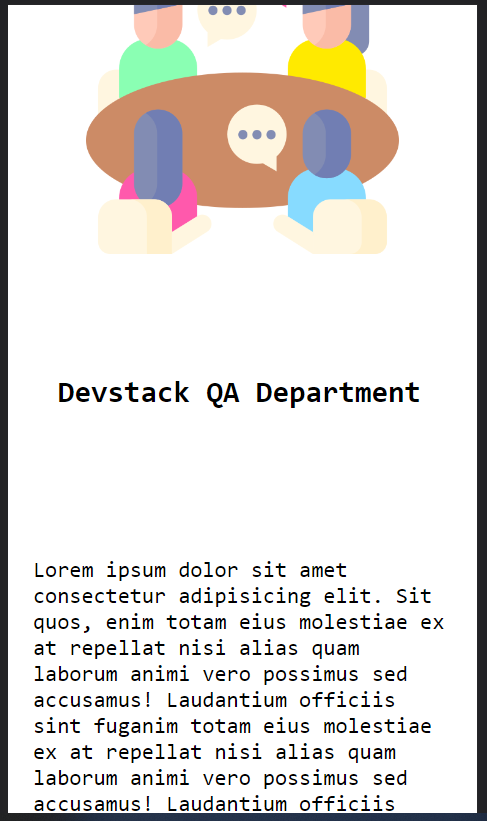 Devstack QA Department
Lorem ipsum dolor sit amet
consectetur adipisicing elit. Sit
quos, enim totam eius molestiae ex
at repellat nisi alias quam
laborum animi vero possimus sed
accusamus! Laudantium officiis
sint fuganim totam eius molestiae
ex at repellat nisi alias quam
laborum animi vero possimus sed
accusamus! Laudantium officiis